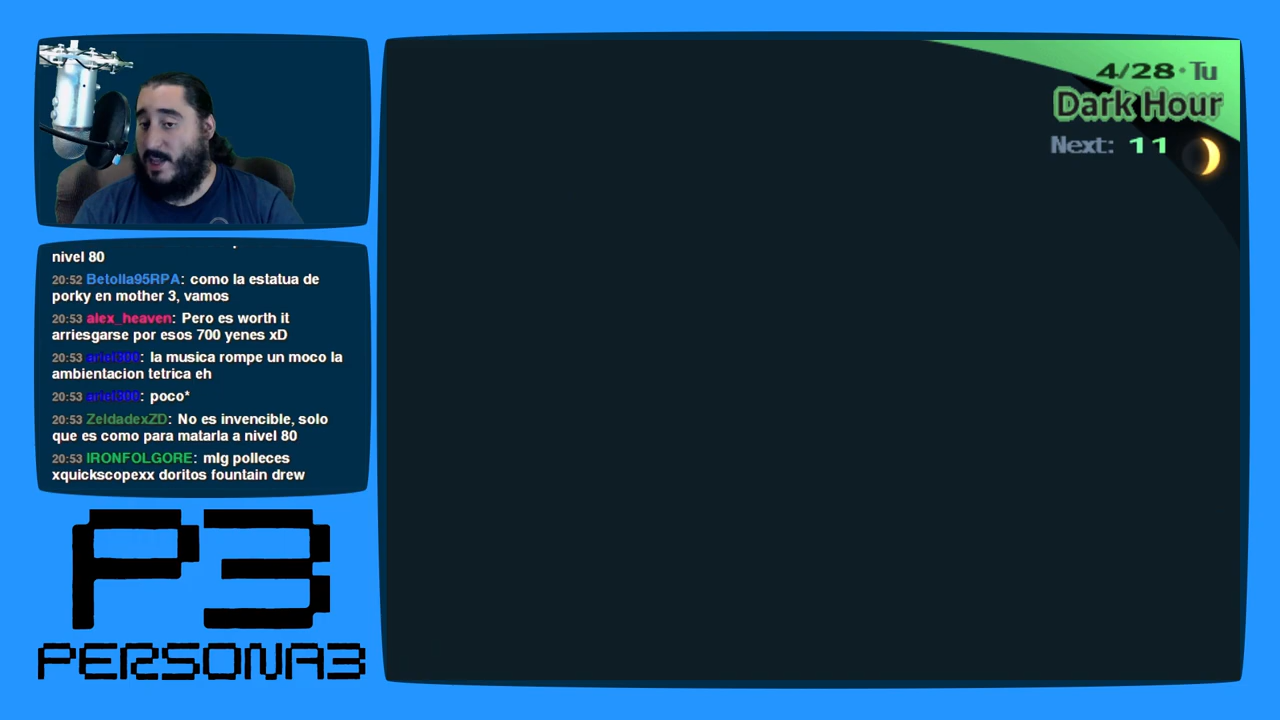 4/28·Tu
Dark Hour
Next: 11
nivel 80
20:52 Betolla95RPA: como la estatua de
porky en mother 3, vamos
20:53 alex_heaven: Pero es worth it
arriesgarse por esos 700 yenes xD
20:53 : la musica rompe un moco la
ambientacion tetrica eh
20:53 : poco*
20:53 ZeldadexZD: No es invencible, solo
que es como para matarla a nivel 80
20:53 IRONFOLGORE: mlg polleces
xquickscopexx doritos fountain drew
P3
PERSONA3